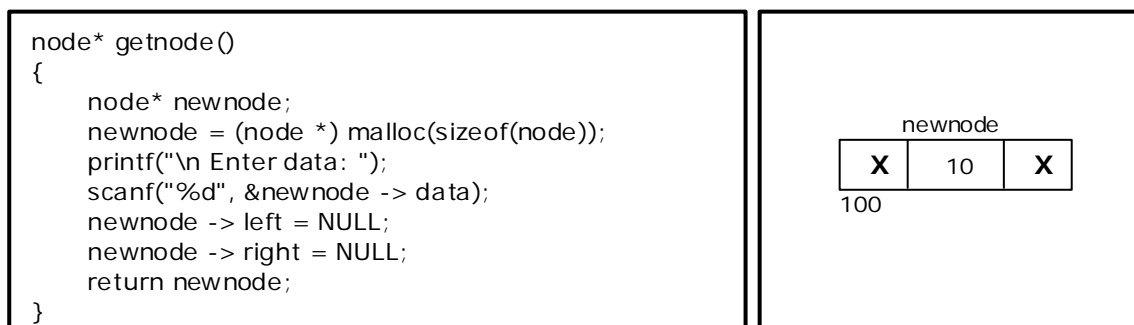 node* getnode()
{
node* newnode;
newnode = (node *) malloc(sizeof(node));
printf("\n Enter data: ");
scanf("%d", &newnode -> data);
newnode -> left = NULL;
newnode -> right = NULL;
return newnode;
}
newnode
X 10 X
100